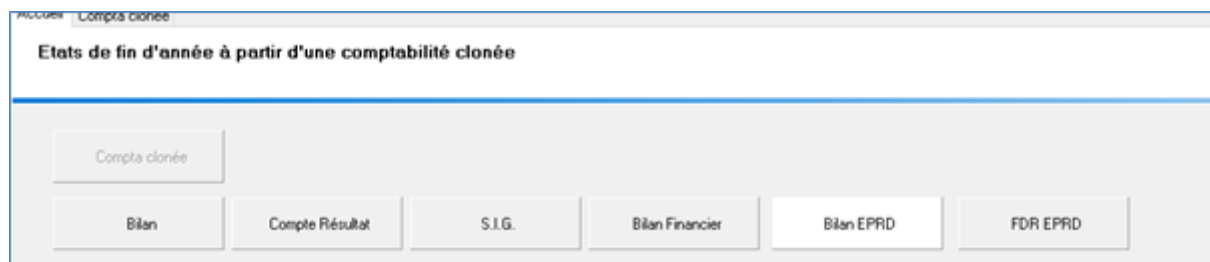 Accueil Compta clonée
Etats de fin d'année à partir d'une comptabilité clonée
Compta clonée
Bilan Compte Résultat S.I.G. Bilan Financier Bilan EPRD FDR EPRD